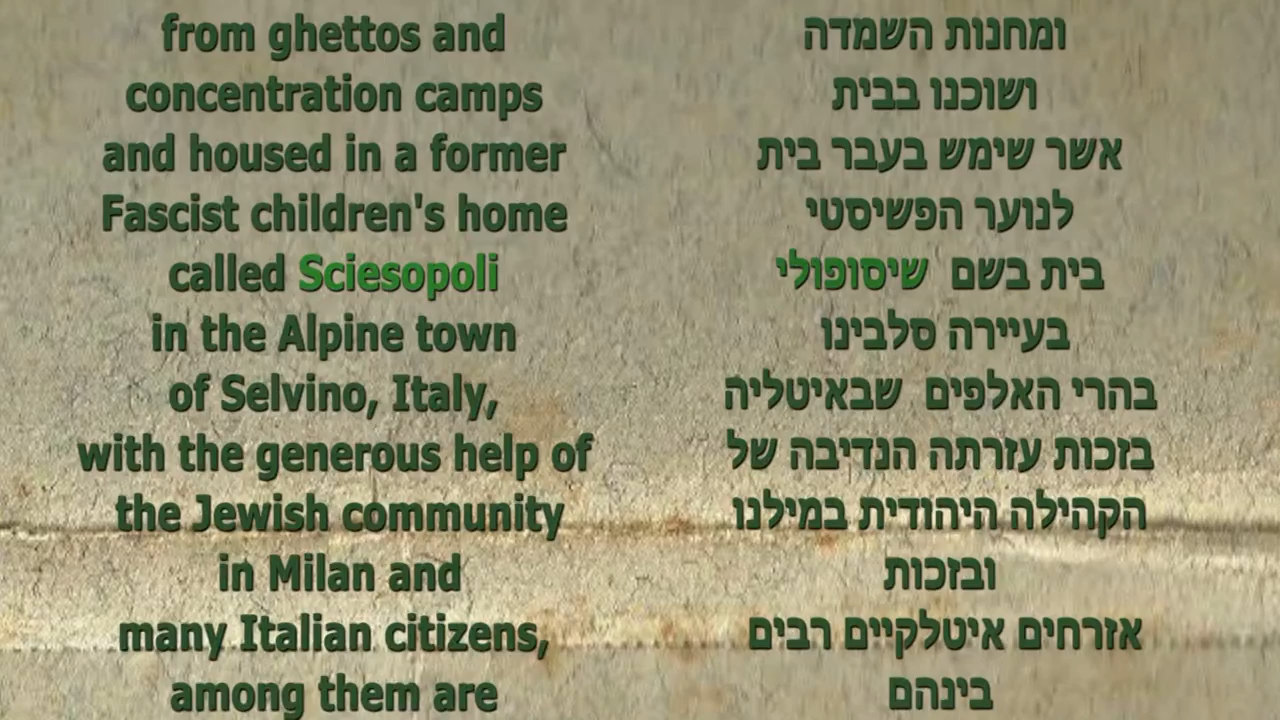 from ghettos and
concentration camps
and housed in a former
Fascist children's home
called Sciesopoli
in the Alpine town
of Selvino, Italy,
with the generous help of
the Jewish community
in Milan and
many Italian citizens,
among them are
ומחנות השמדה
ושוכנו בבית
אשר שימש בעבר בית
לנוער הפשיסטי
בית בשם שיסופולי
בעיירה סלבינו
בהרי האלפים שבאיטליה
בזכות עזרתה הנדיבה של
הקהילה היהודית במילנו
ובזכות
אזרחים איטלקיים רבים
בינהם